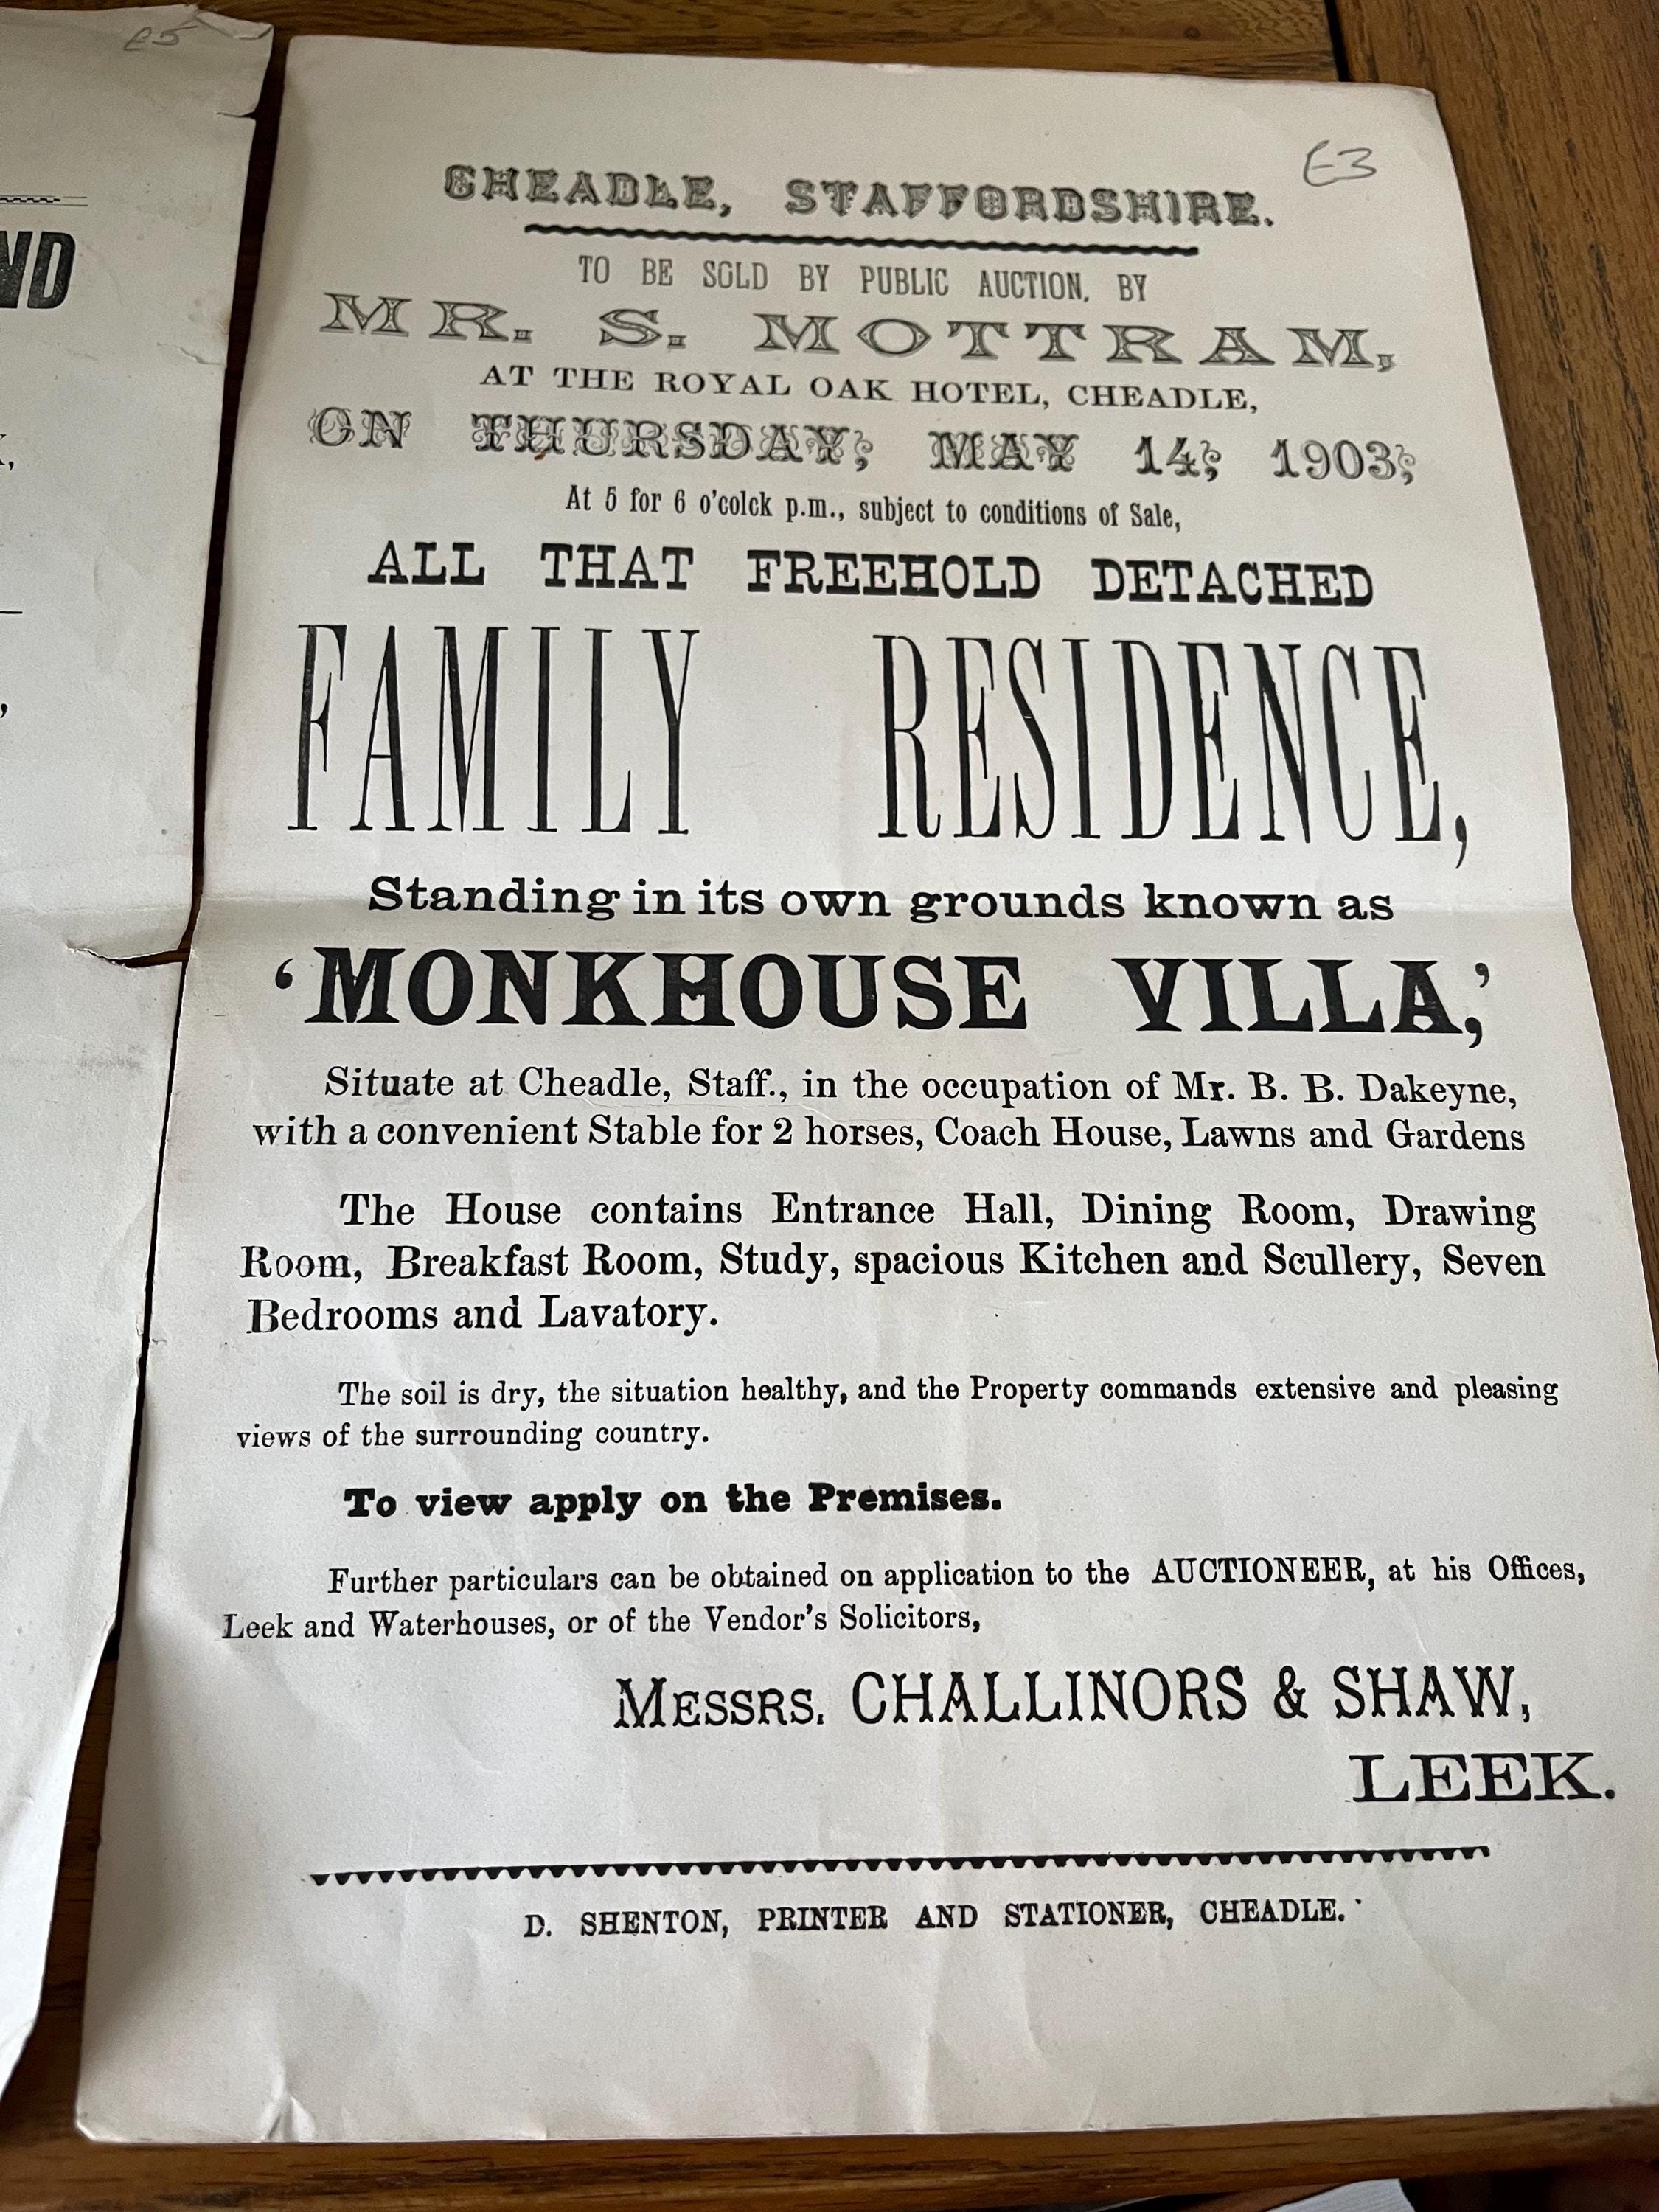 e5
ND
E3
CHEADLE, STAFFORDSHIRE.
TO BE SOLD BY PUBLIC AUCTION, BY
MR. S. MOTTRAM,
AT THE ROYAL OAK HOTEL, CHEADLE,
ON THURSDAY, MAY 14, 1903,
At 5 for 6 o'colck p.m., subject to conditions of Sale,
ALL THAT FREEHOLD DETACHED
FAMILY RESIDENCE,
Standing in its own grounds known as
‘MONKHOUSE VILLA,’
Situate at Cheadle, Staff., in the occupation of Mr. B. B. Dakeyne,
with a convenient Stable for 2 horses, Coach House, Lawns and Gardens
The House contains Entrance Hall, Dining Room, Drawing
Room, Breakfast Room, Study, spacious Kitchen and Scullery, Seven
Bedrooms and Lavatory.
The soil is dry, the situation healthy, and the Property commands extensive and pleasing
views of the surrounding country.
To view apply on the Premises.
Further particulars can be obtained on application to the AUCTIONEER, at his Offices,
Leek and Waterhouses, or of the Vendor's Solicitors,
MESSRS. CHALLINORS & SHAW,
LEEK.
D. SHENTON, PRINTER AND STATIONER, CHEADLE.